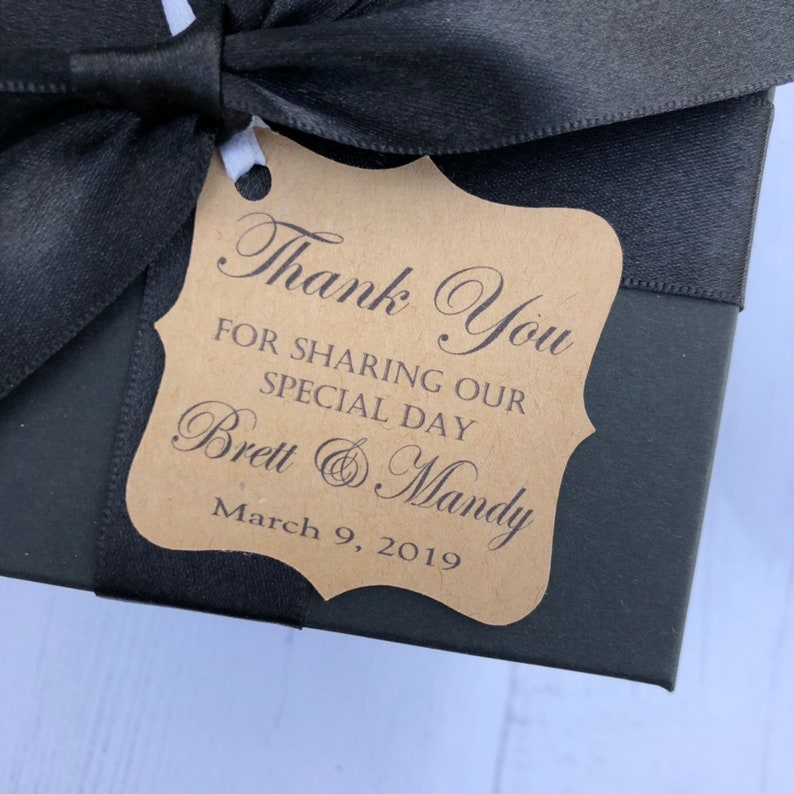 Thank You
FOR SHARING OUR
SPECIAL DAY
Brett & Mandy
March 9, 2019